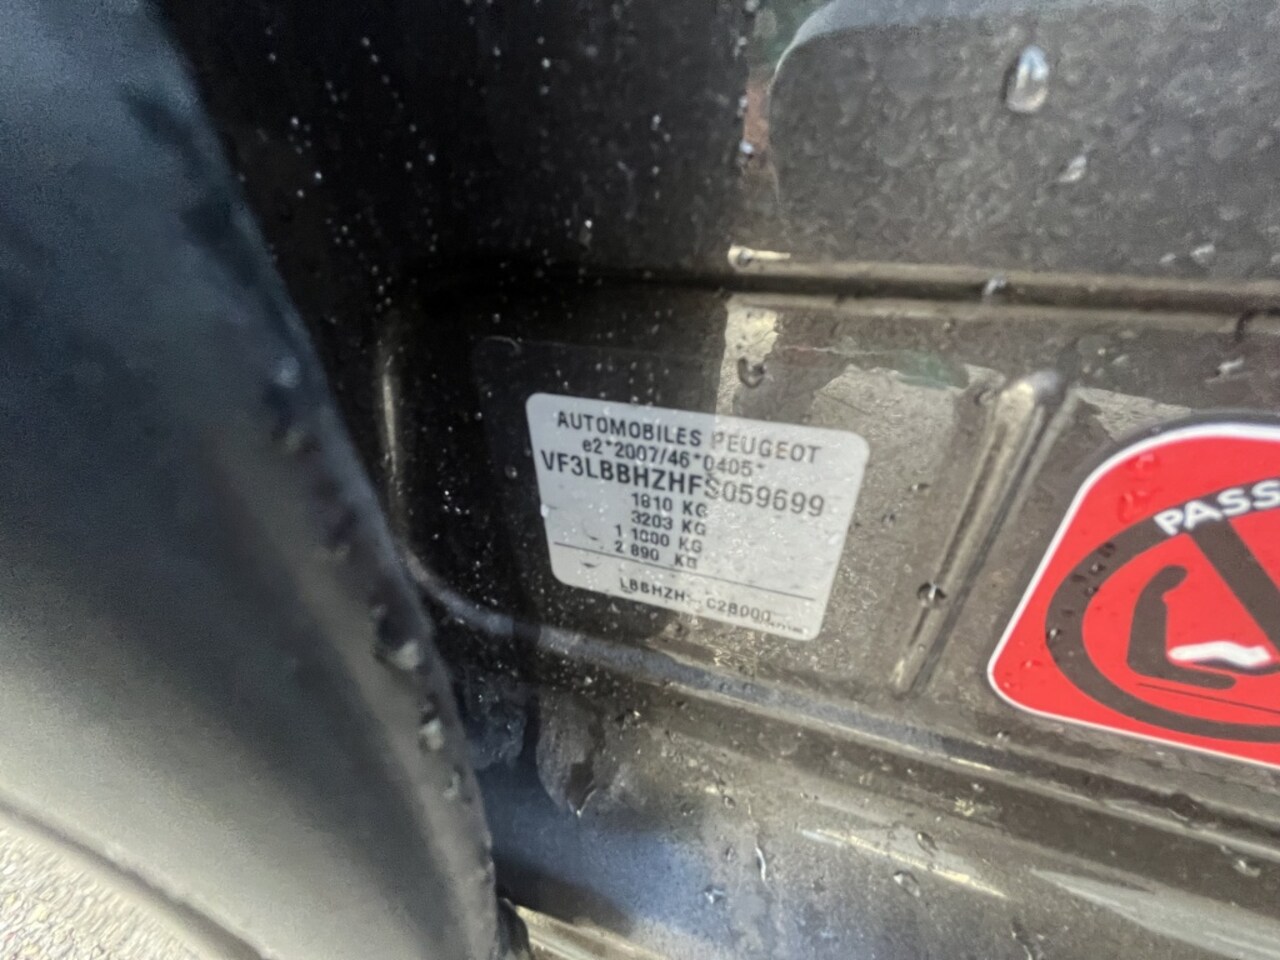 AUTOMOBILES PEUGEOT
e2*2007/46*0405*
VF3LBBHZHFS059699
1810 KG
3203 KG
1 1000 KG
2 890 KG
LBBHZH- C28000
PASS